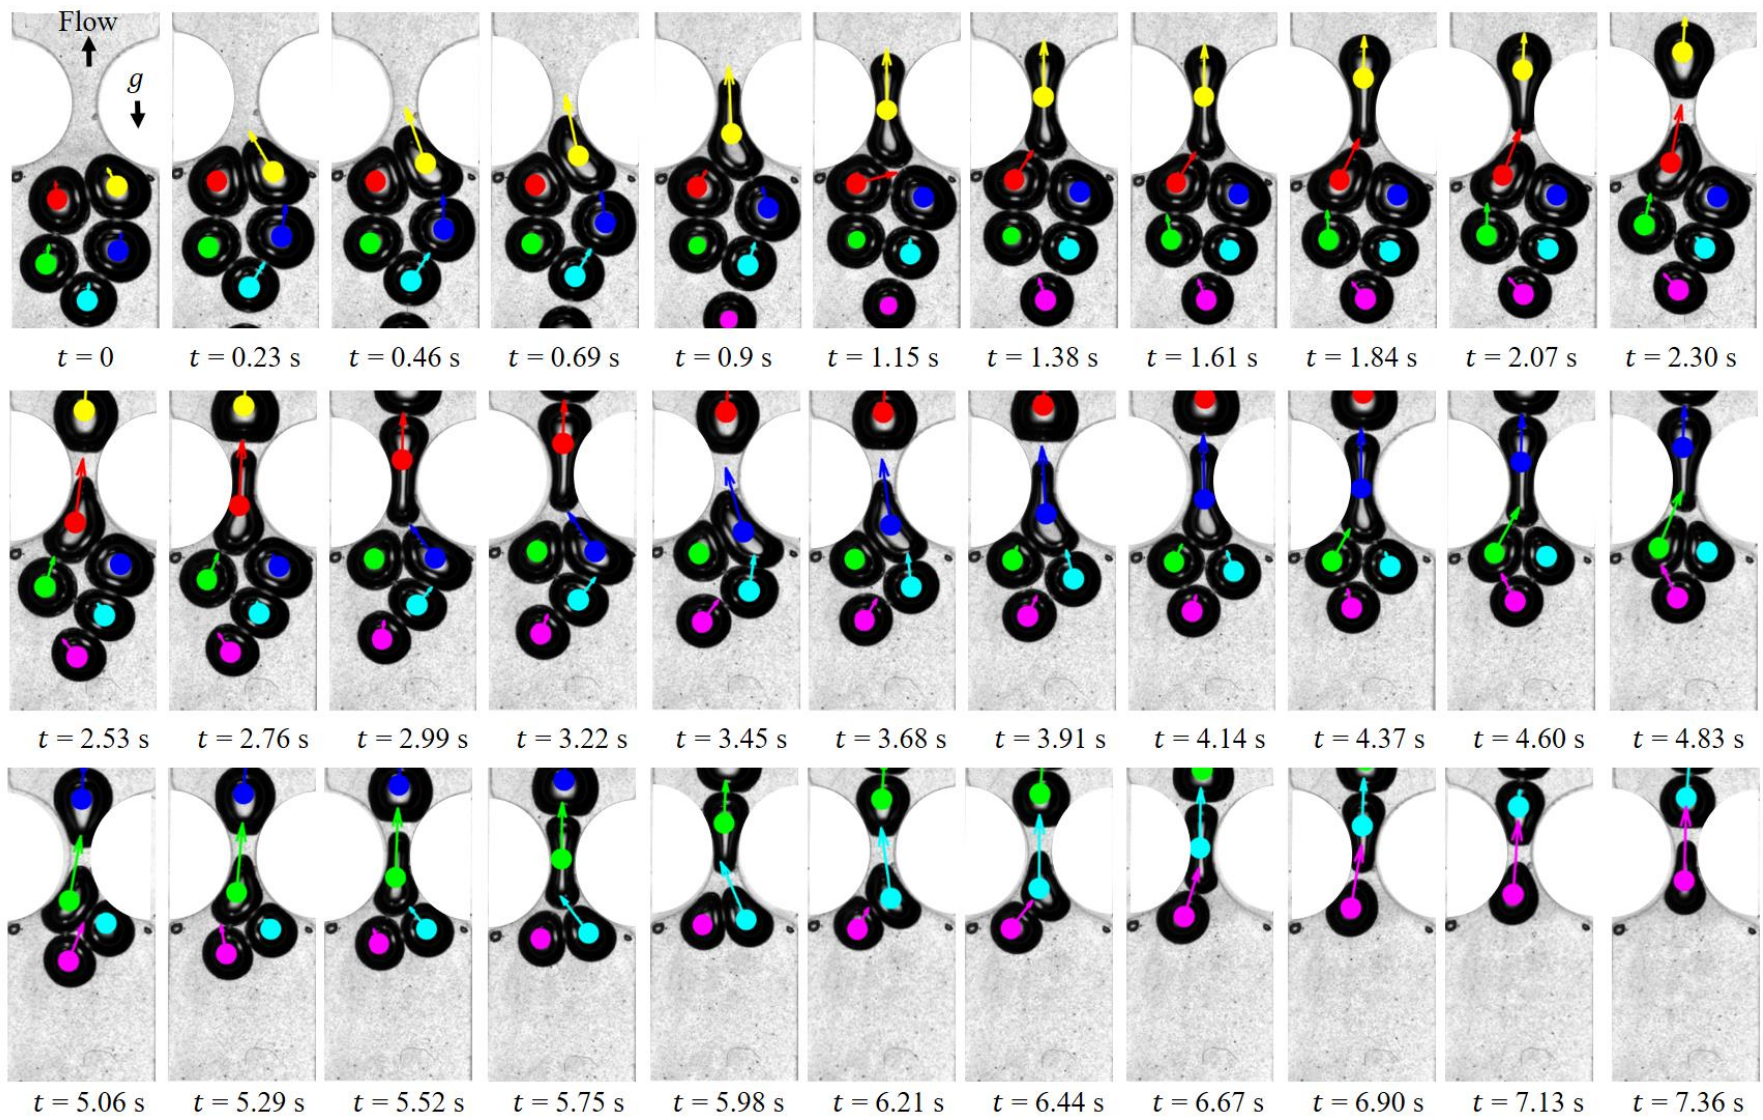 Flow
g
t = 0 t = 0.23 s t = 0.46 s t = 0.69 s t = 0.9 s t = 1.15 s t = 1.38 s t = 1.61 s t = 1.84 s t = 2.07 s t = 2.30 s
t = 2.53 s t = 2.76 s t = 2.99 s t = 3.22 s t = 3.45 s t = 3.68 s t = 3.91 s t = 4.14 s t = 4.37 s t = 4.60 s t = 4.83 s
t = 5.06 s t = 5.29 s t = 5.52 s t = 5.75 s t = 5.98 s t = 6.21 s t = 6.44 s t = 6.67 s t = 6.90 s t = 7.13 s t = 7.36 s